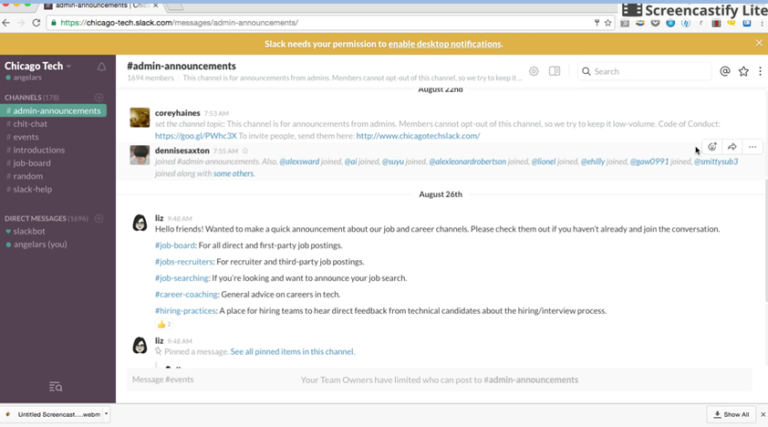 admin-announcements | Chic
Screencastify Lite
https://chicago-tech.slack.com/messages/admin-announcements/
Slack needs your permission to enable desktop notifications.
Chicago Tech
angelars
#admin-announcements
1694 members
This channel is for announcements from admins. Members cannot opt-out of this channel, so we try to keep it ...
Search
CHANNELS (178)
# admin-announcements
# chit-chat
# events
# introductions
# job-board
# random
# slack-help
DIRECT MESSAGES (1696)
slackbot
angelars (you)
August 22nd
coreyhaines 7:53 AM
set the channel topic: This channel is for announcements from admins. Members cannot opt-out of this channel, so we try to keep it low-volume. Code of Conduct:
https://goo.gl/PWhc3X To invite people, send them here: http://www.chicagotechslack.com/
dennisesaxton 7:55 AM
joined #admin-announcements. Also, @alexsward joined, @ai joined, @suyu joined, @alexleonardrobertson joined, @lionel joined, @ehilly joined, @gaw0991 joined, @smittysub3
joined along with some others.
August 26th
liz 9:48 AM
Hello friends! Wanted to make a quick announcement about our job and career channels. Please check them out if you haven't already and join the conversation.
#job-board: For all direct and first-party job postings.
#jobs-recruiters: For recruiter and third-party job postings.
#job-searching: If you're looking and want to announce your job search.
#career-coaching: General advice on careers in tech.
#hiring-practices: A place for hiring teams to hear direct feedback from technical candidates about the hiring/interview process.
2
liz 9:48 AM
Pinned a message. See all pinned items in this channel.
Message #events
Your Team Owners have limited who can post to #admin-announcements
Untitled Screencast....webm
Show All